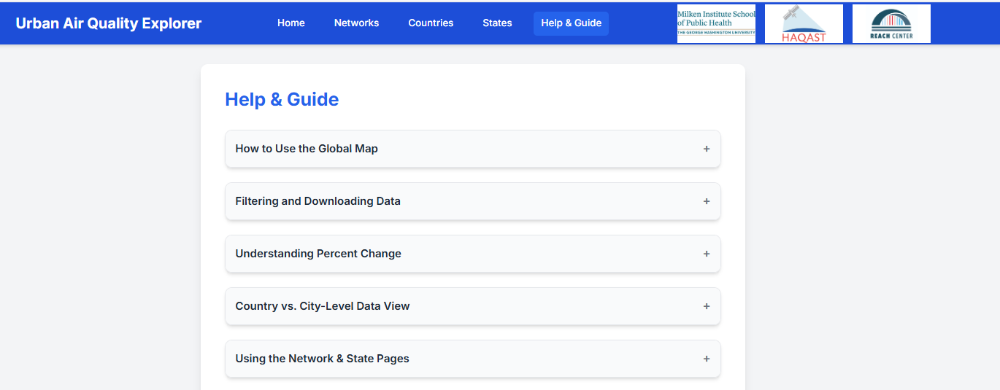 Urban Air Quality Explorer
Home
Networks
Countries
States
Help & Guide
Milken Institute School
of Public Health
THE GEORGE WASHINGTON UNIVERSITY
HAQAST
REACH CENTER
Help & Guide
How to Use the Global Map
+
Filtering and Downloading Data
+
Understanding Percent Change
+
Country vs. City-Level Data View
+
Using the Network & State Pages
+